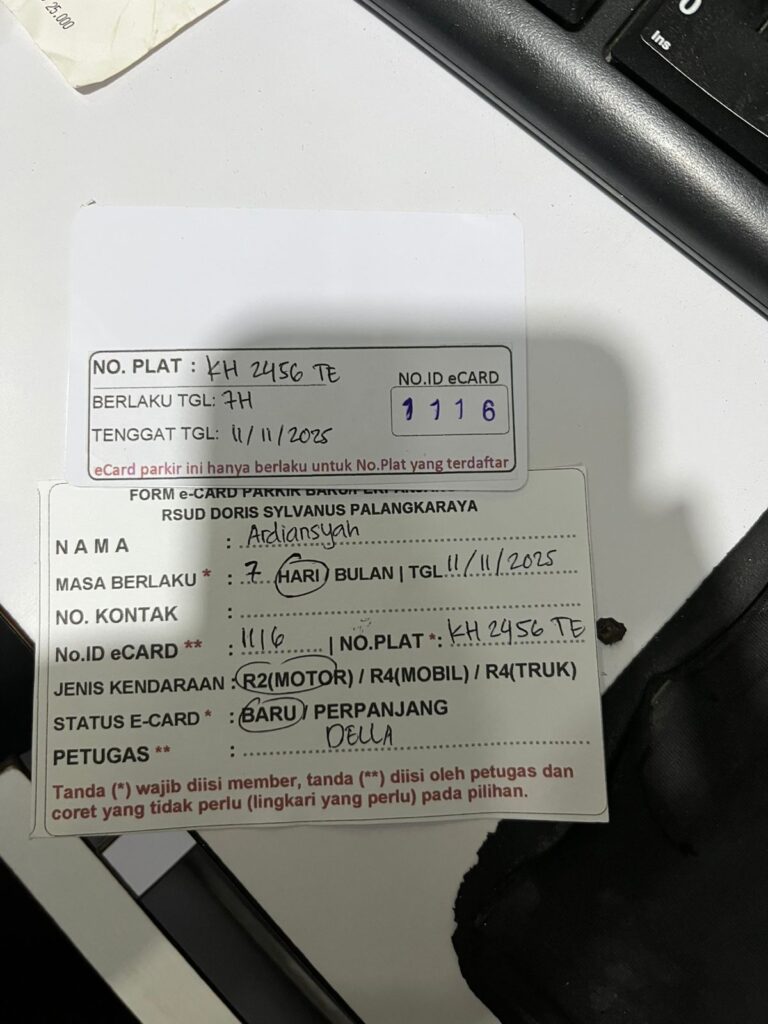 25.000
Ins
NO. PLAT : KH 2456 TE
BERLAKU TGL: 7H
TENGGAT TGL: 11/11/2025
NO.ID eCARD
1116
eCard parkir ini hanya berlaku untuk No.Plat yang terdaftar
FORM e-CARD PARKIR
RSUD DORIS SYLVANUS PALANGKARAYA
NAMA : Ardiansyah
MASA BERLAKU * : 7 HARI / BULAN | TGL 11/11/2025
NO. KONTAK :
No.ID eCARD ** : 1116 | NO.PLAT *: KH 2456 TE
JENIS KENDARAAN : R2(MOTOR) / R4(MOBIL) / R4(TRUK)
STATUS E-CARD * : BARU / PERPANJANG
PETUGAS ** : DELLA
Tanda (*) wajib diisi member, tanda (**) diisi oleh petugas dan
coret yang tidak perlu (lingkari yang perlu) pada pilihan.